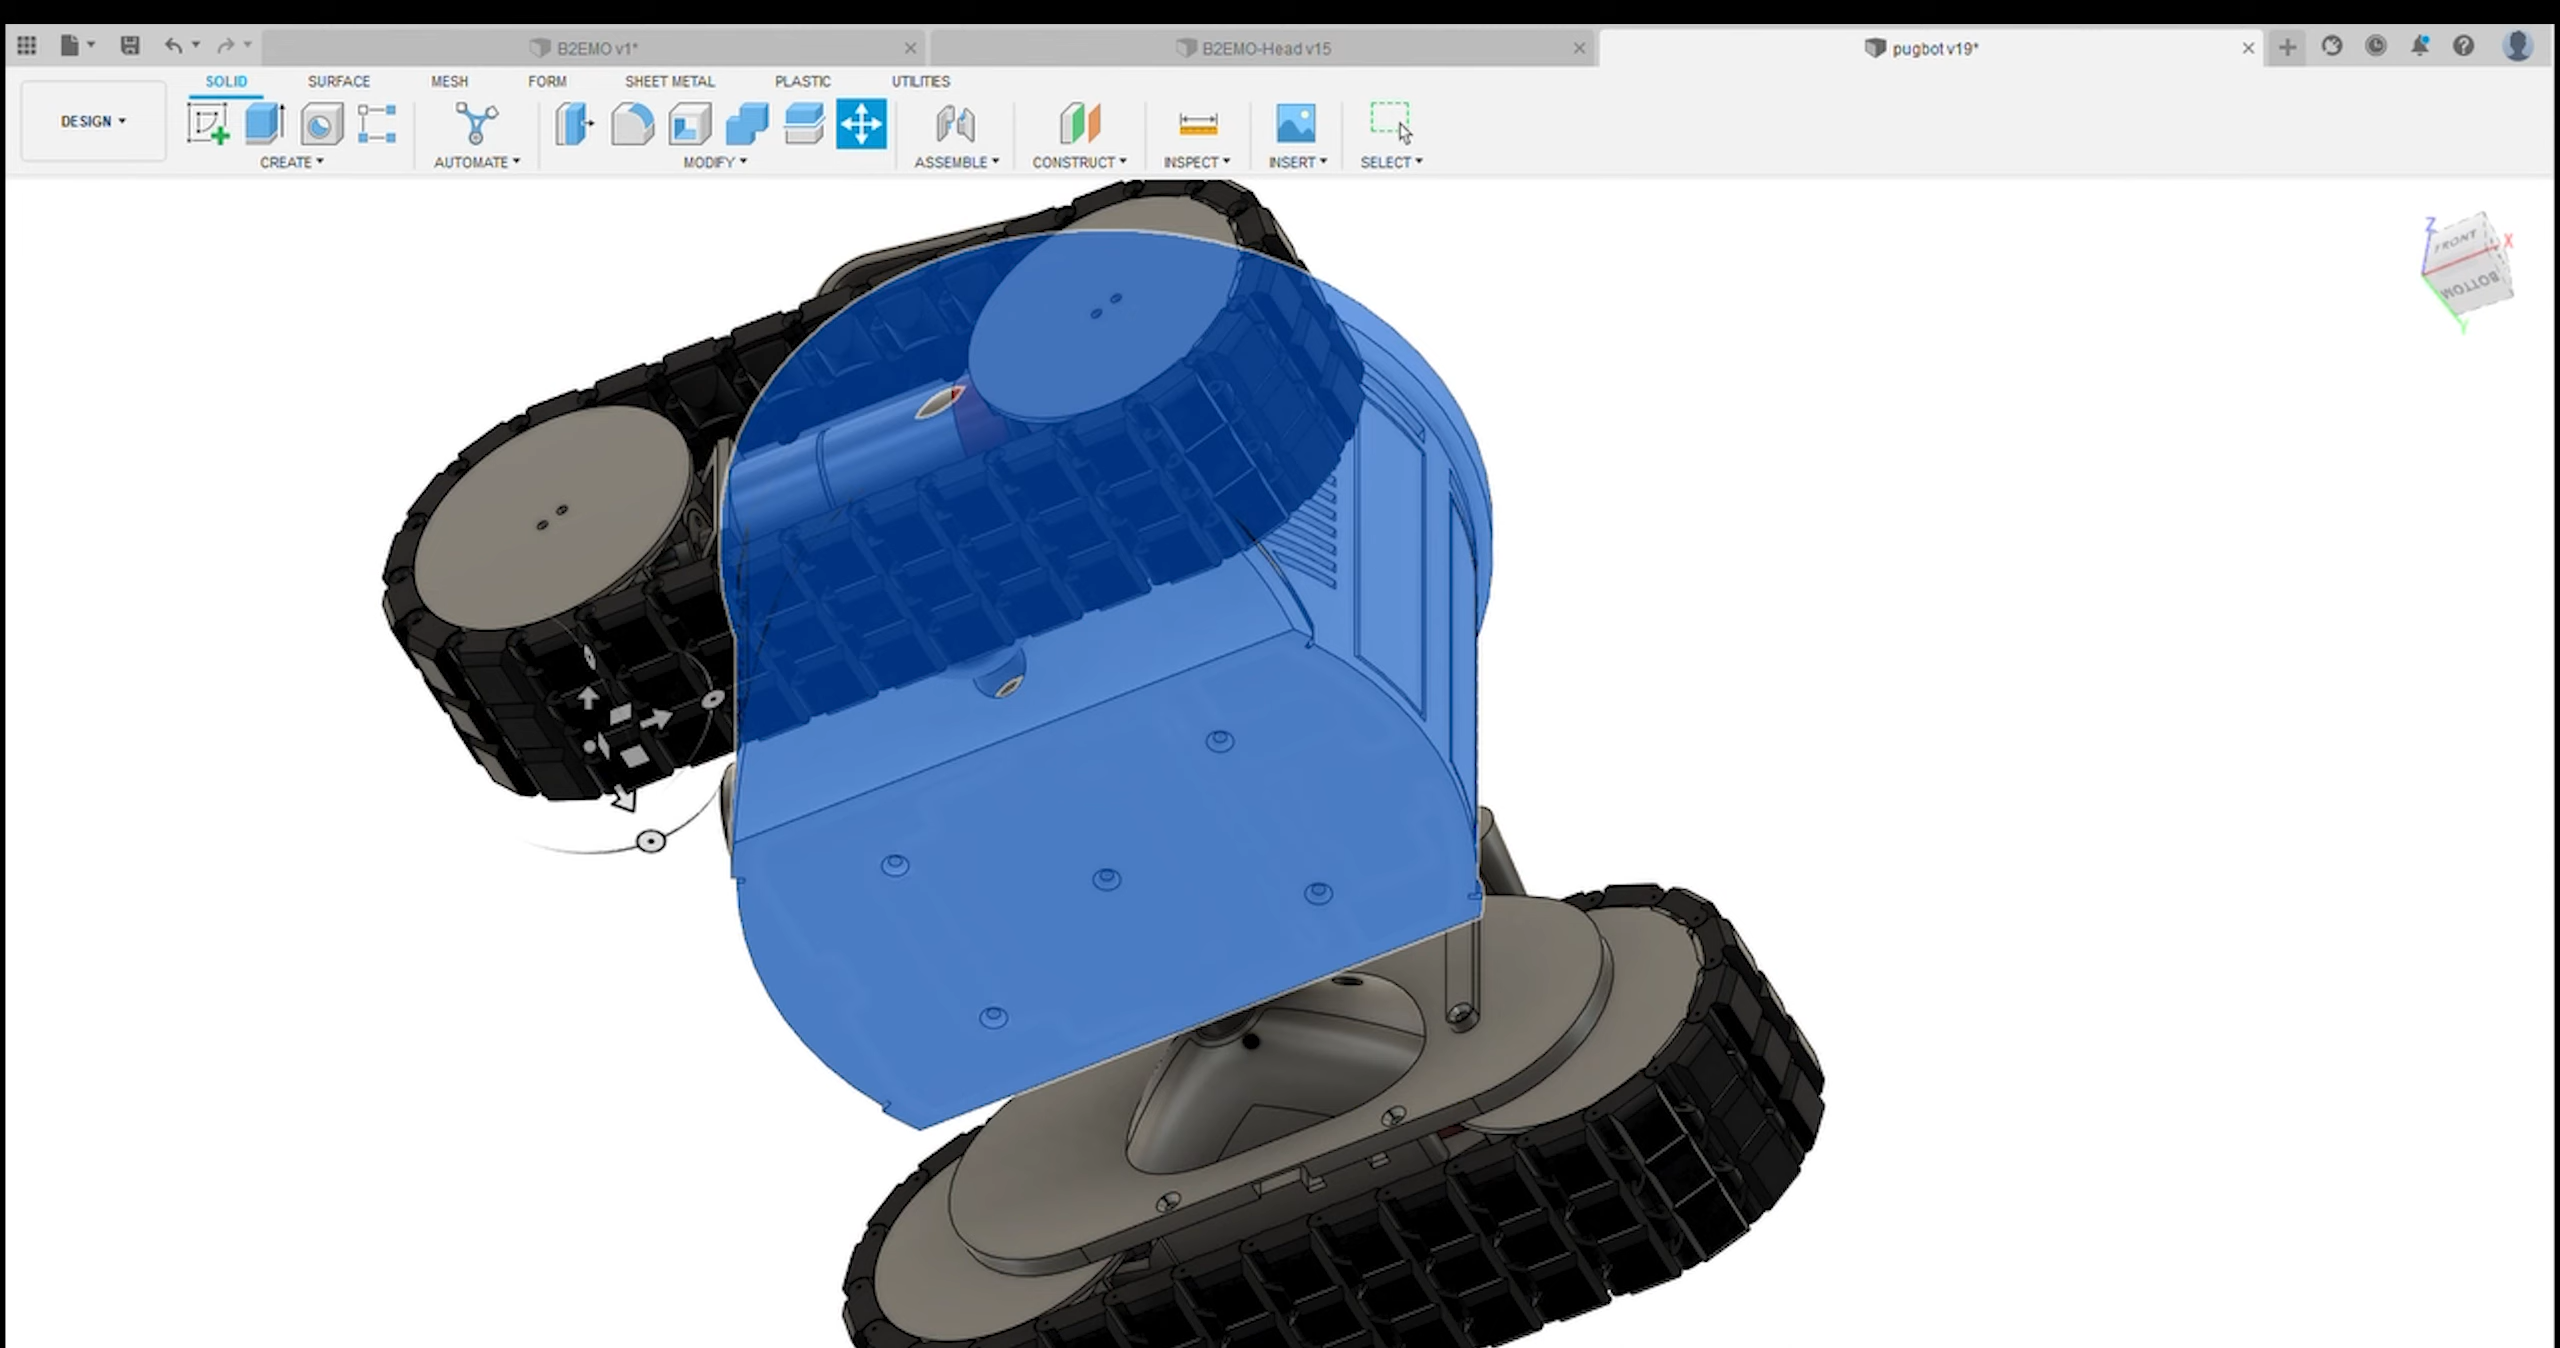 B2EMO v1*
B2EMO-Head v15
pugbot v19*
SOLID SURFACE MESH FORM SHEET METAL PLASTIC UTILITIES
DESIGN
CREATE AUTOMATE MODIFY ASSEMBLE CONSTRUCT INSPECT INSERT SELECT
Z
FRONT
X
BOTTOM
Y